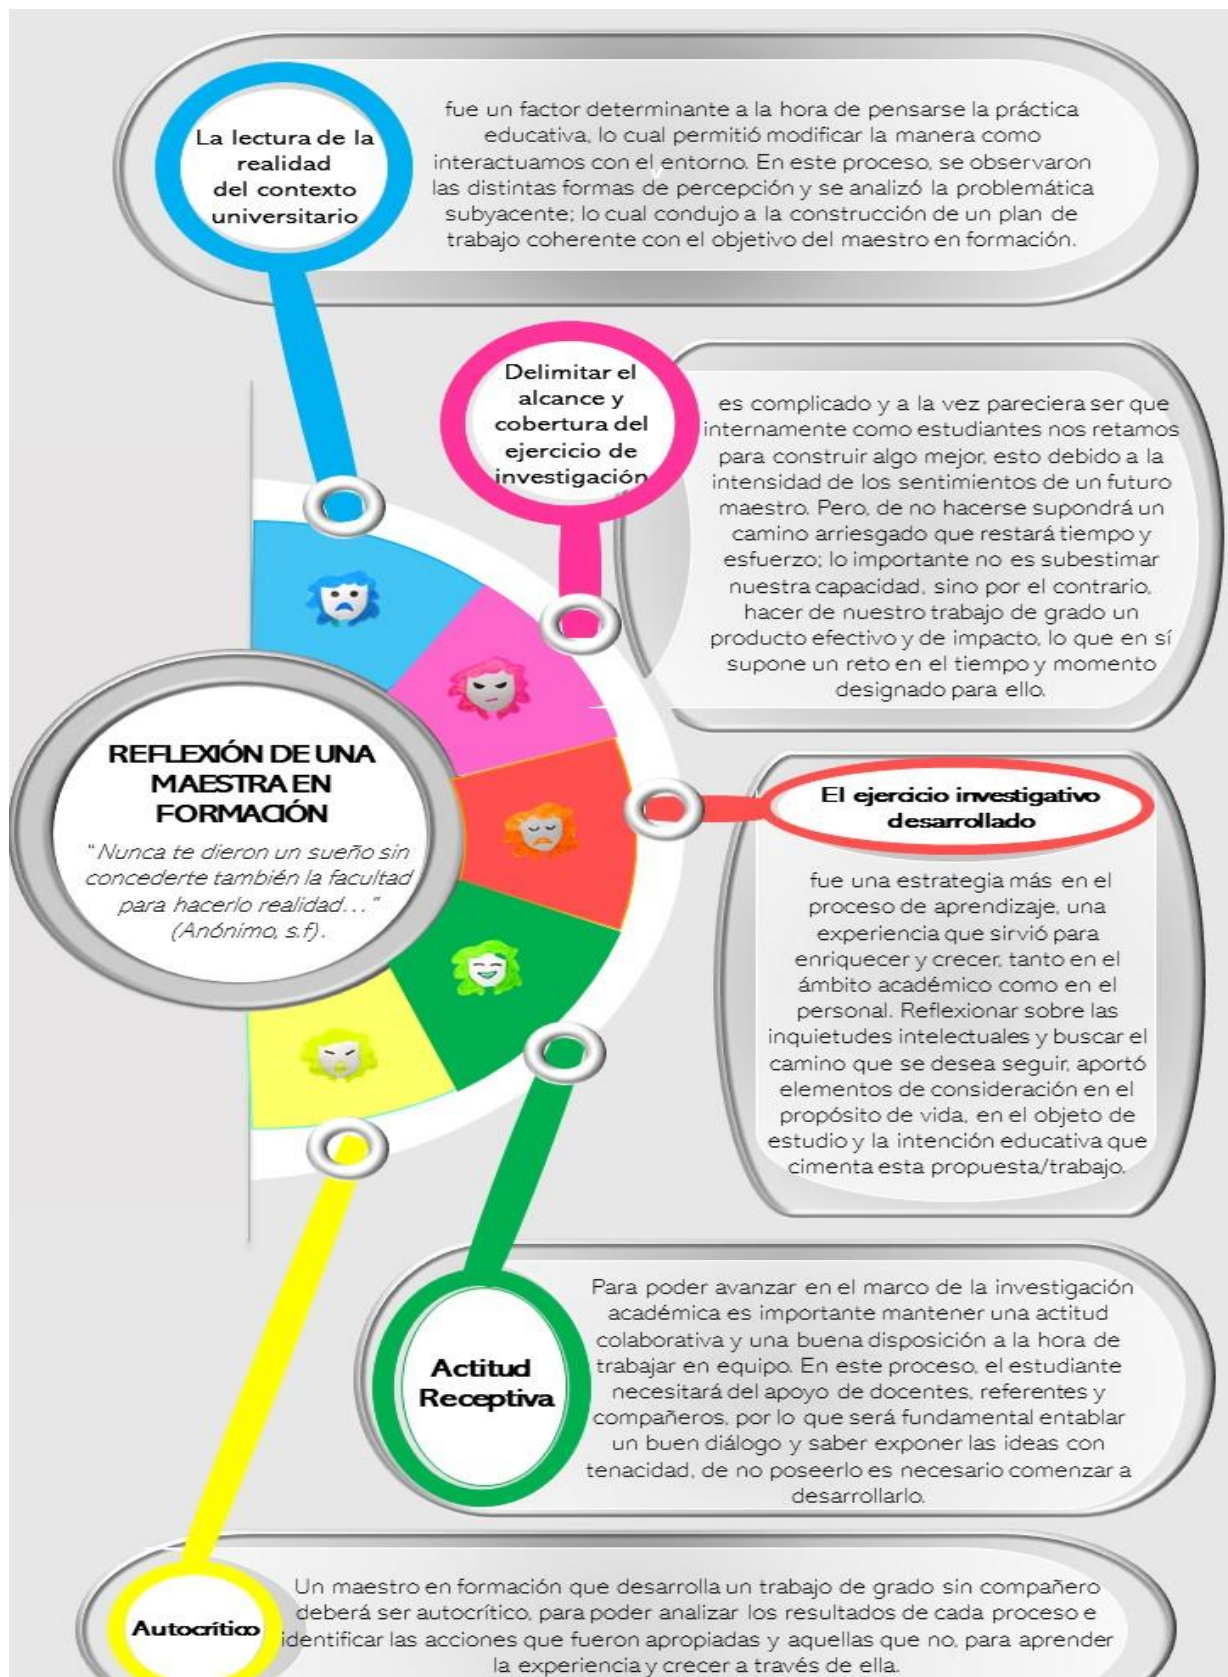 La lectura de la
realidad
del contexto
universitario
fue un factor determinante a la hora de pensarse la práctica
educativa, lo cual permitió modificar la manera como
interactuamos con el entorno. En este proceso, se observaron
las distintas formas de percepción y se analizó la problemática
subyacente; lo cual condujo a la construcción de un plan de
trabajo coherente con el objetivo del maestro en formación.
Delimitar el
alcance y
cobertura del
ejercicio de
investigación
es complicado y a la vez pareciera ser que
internamente como estudiantes nos retamos
para construir algo mejor, esto debido a la
intensidad de los sentimientos de un futuro
maestro. Pero, de no hacerse supondrá un
camino arriesgado que restará tiempo y
esfuerzo; lo importante no es subestimar
nuestra capacidad, sino por el contrario,
hacer de nuestro trabajo de grado un
producto efectivo y de impacto, lo que en sí
supone un reto en el tiempo y momento
designado para ello.
REFLEXIÓN DE UNA
MAESTRA EN
FORMACIÓN
"Nunca te dieron un sueño sin
concederte también la facultad
para hacerlo realidad..."
(Anónimo, s.f).
El ejercicio investigativo
desarrollado
fue una estrategia más en el
proceso de aprendizaje, una
experiencia que sirvió para
enriquecer y crecer, tanto en el
ámbito académico como en el
personal. Reflexionar sobre las
inquietudes intelectuales y buscar el
camino que se desea seguir, aportó
elementos de consideración en el
propósito de vida, en el objeto de
estudio y la intención educativa que
cimenta esta propuesta/trabajo.
Actitud
Receptiva
Para poder avanzar en el marco de la investigación
académica es importante mantener una actitud
colaborativa y una buena disposición a la hora de
trabajar en equipo. En este proceso, el estudiante
necesitará del apoyo de docentes, referentes y
compañeros, por lo que será fundamental entablar
un buen diálogo y saber exponer las ideas con
tenacidad, de no poseerlo es necesario comenzar a
desarrollarlo.
Autocrítico
Un maestro en formación que desarrolla un trabajo de grado sin compañero
deberá ser autocrítico, para poder analizar los resultados de cada proceso e
identificar las acciones que fueron apropiadas y aquellas que no, para aprender
la experiencia y crecer a través de ella.